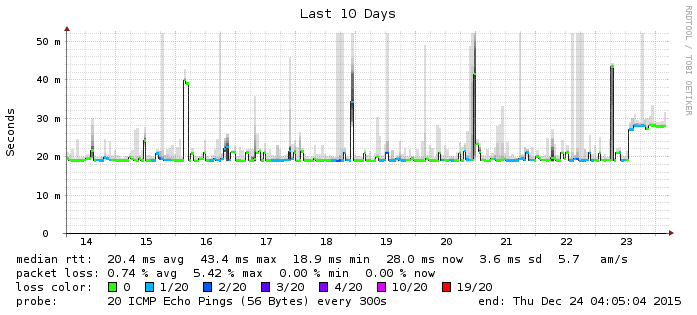 Last 10 Days
RRDTOOL / TOBI OETIKER
Seconds
50 m
40 m
30 m
20 m
10 m
0
14 15 16 17 18 19 20 21 22 23
median rtt: 20.4 ms avg 43.4 ms max 18.9 ms min 28.0 ms now 3.6 ms sd 5.7 am/s
packet loss: 0.74 % avg 5.42 % max 0.00 % min 0.00 % now
loss color: 0 1/20 2/20 3/20 4/20 10/20 19/20
probe: 20 ICMP Echo Pings (56 Bytes) every 300s end: Thu Dec 24 04:05:04 2015